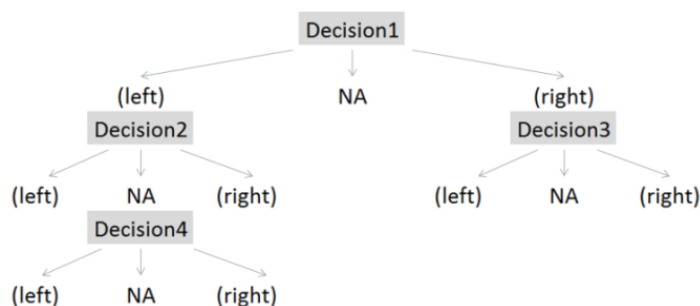 Decision1
(left) NA (right)
Decision2 Decision3
(left) NA (right) (left) NA (right)
Decision4
(left) NA (right)